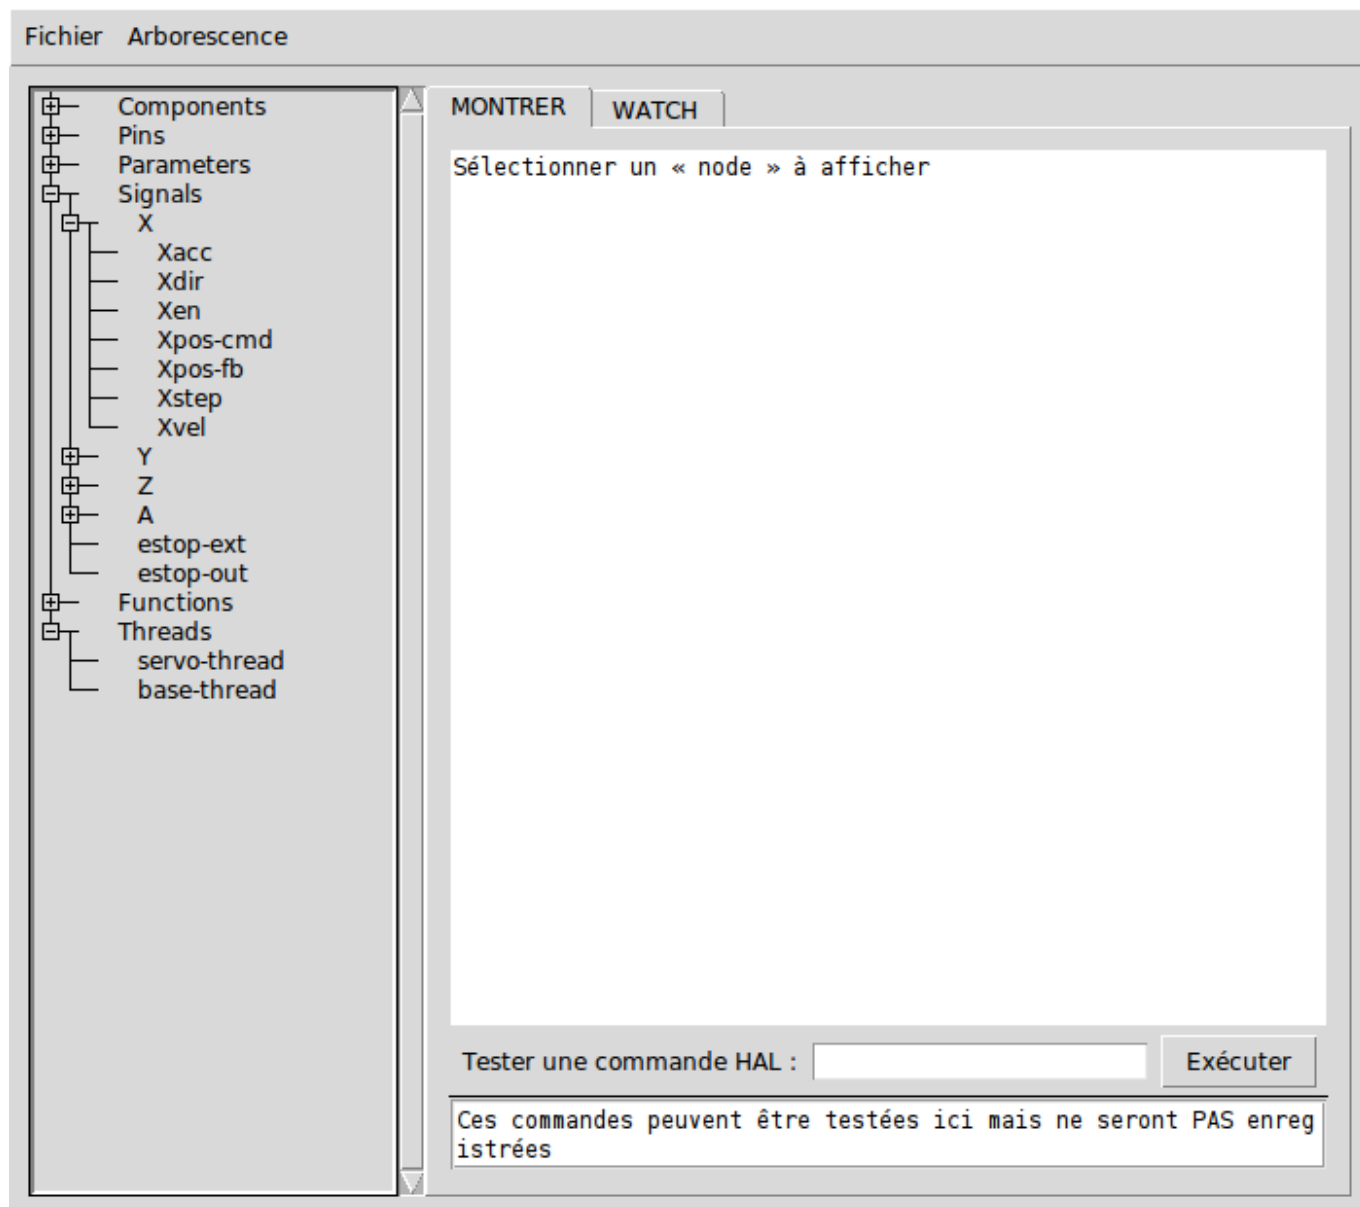 Fichier Arborescence
Components
Pins
Parameters
Signals
X
Xacc
Xdir
Xen
Xpos-cmd
Xpos-fb
Xstep
Xvel
Y
Z
A
estop-ext
estop-out
Functions
Threads
servo-thread
base-thread
MONTRER WATCH
Sélectionner un « node » à afficher
Tester une commande HAL : Exécuter
Ces commandes peuvent être testées ici mais ne seront PAS enreg
istrées